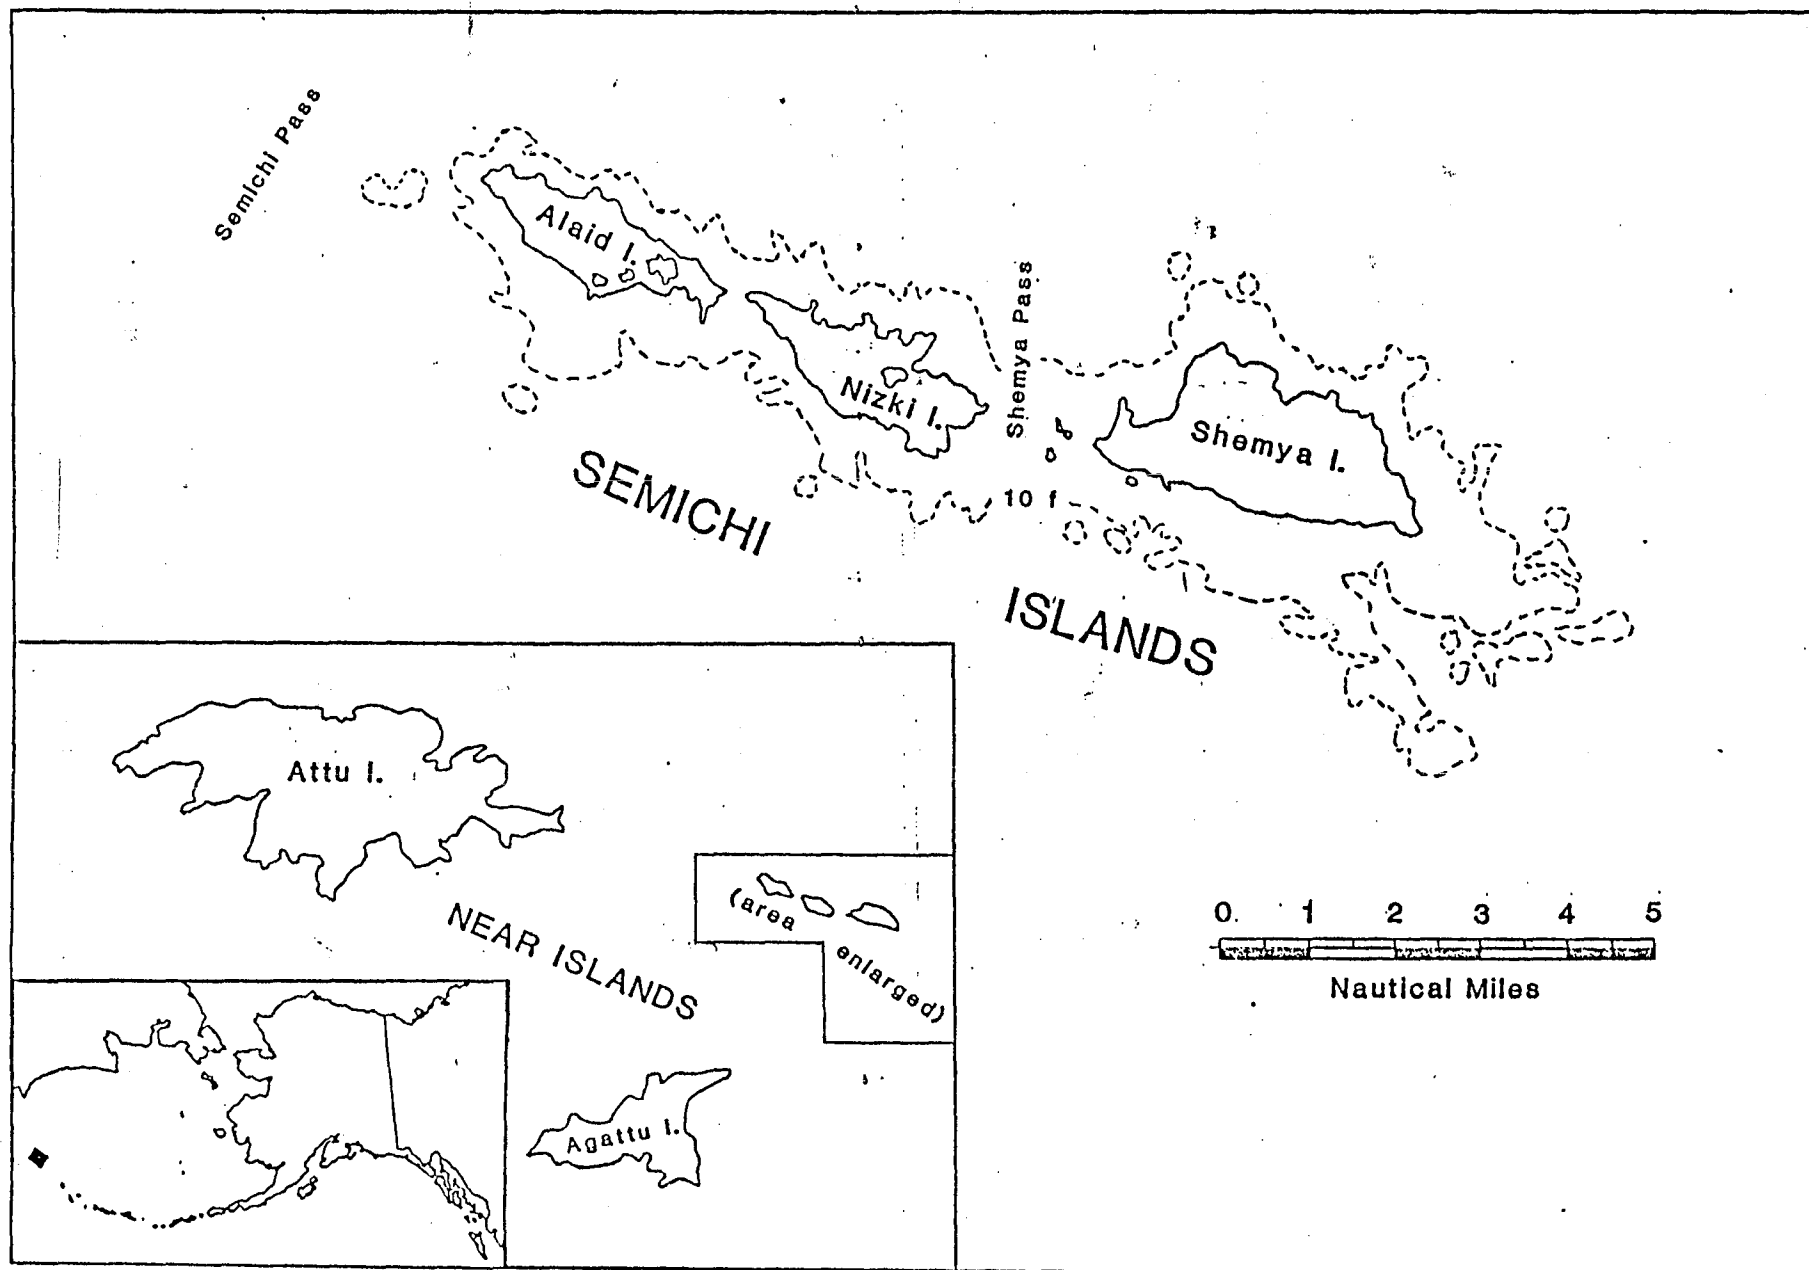 Semichi Pass
Alaid I.
Nizki I.
Shemya Pass
Shemya I.
10 f
SEMICHI
ISLANDS
Attu I.
NEAR ISLANDS
(area
enlarged)
Agattu I.
0 1 2 3 4 5
Nautical Miles